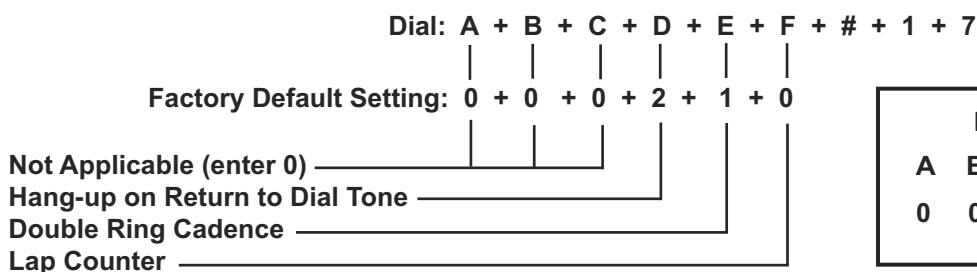 Dial: A + B + C + D + E + F + # + 1 + 7
Factory Default Setting: 0 + 0 + 0 + 2 + 1 + 0
Not Applicable (enter 0)
Hang-up on Return to Dial Tone
Double Ring Cadence
Lap Counter
A
0